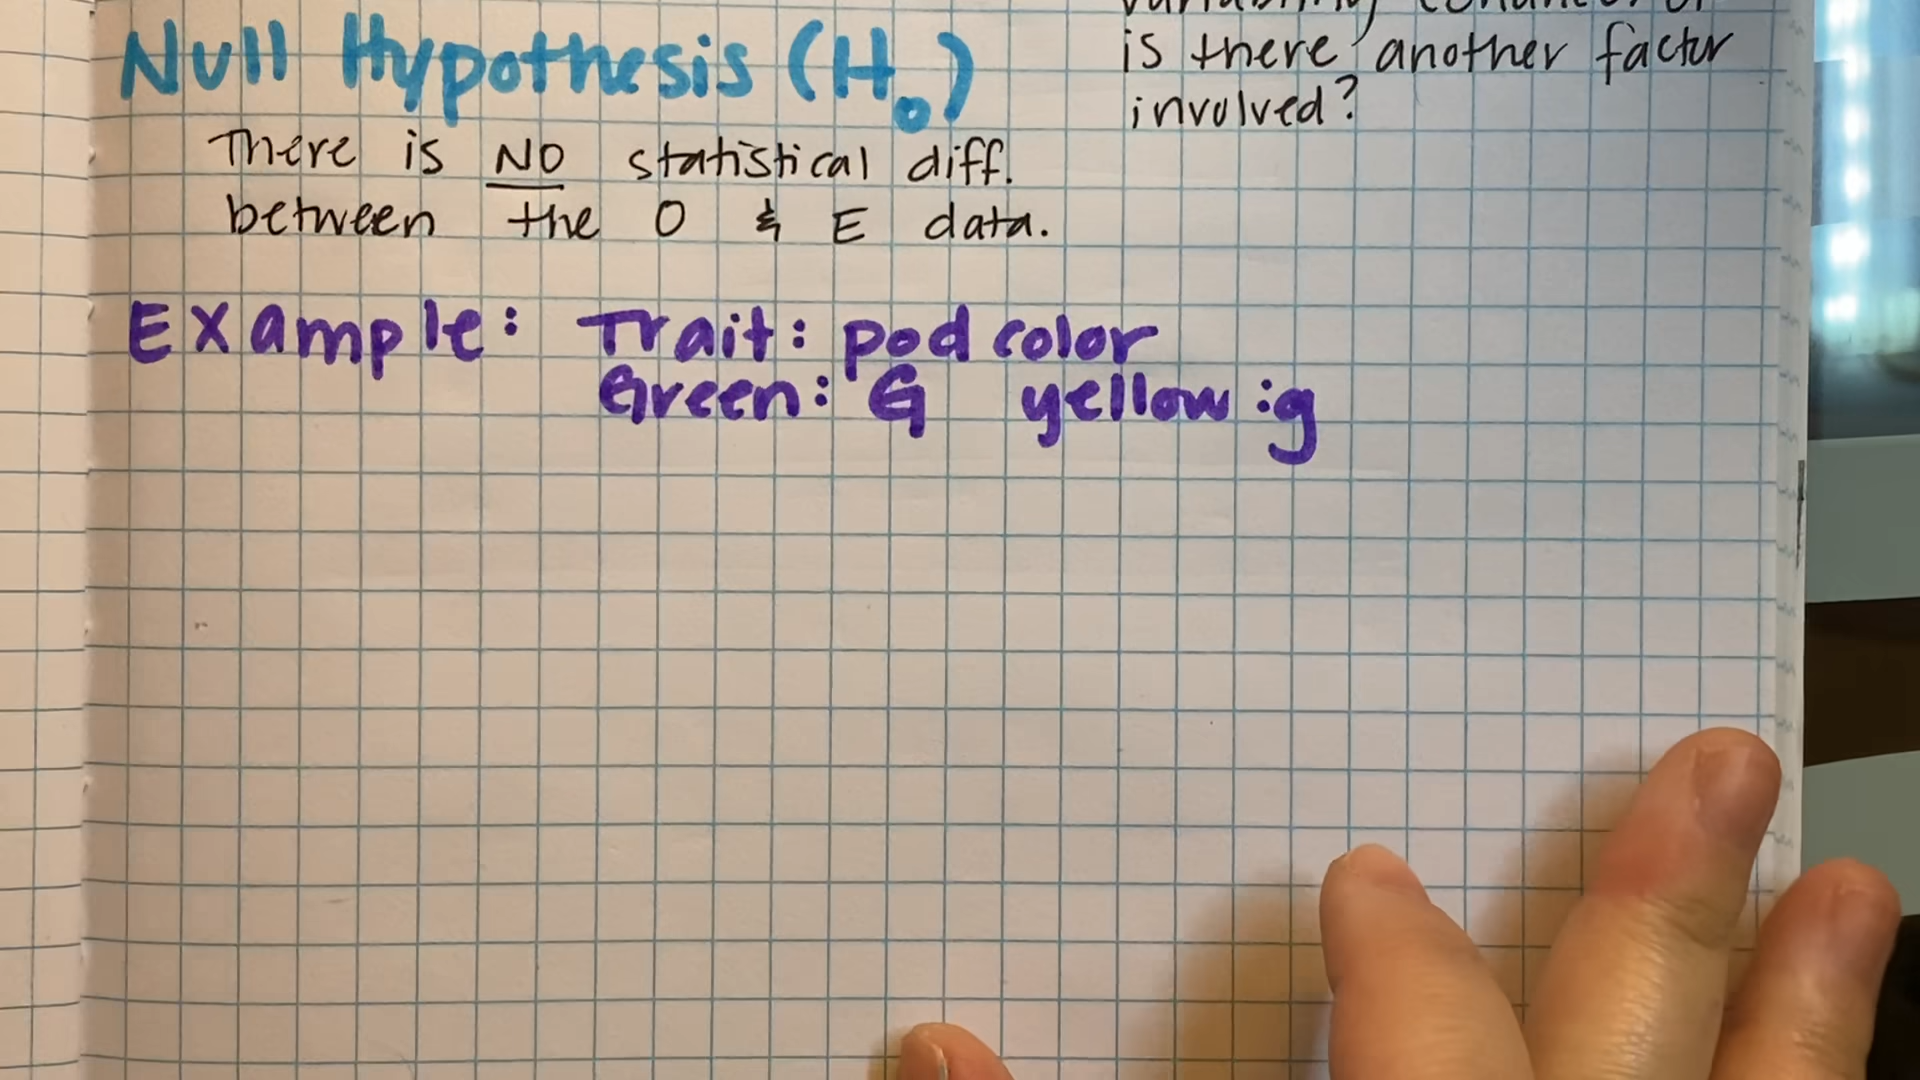 Null Hypothesis (H₀)
There is NO statistical diff.
between the O & E data.
is there another factor
involved?
Example: Trait: pod color
Green: G yellow :g